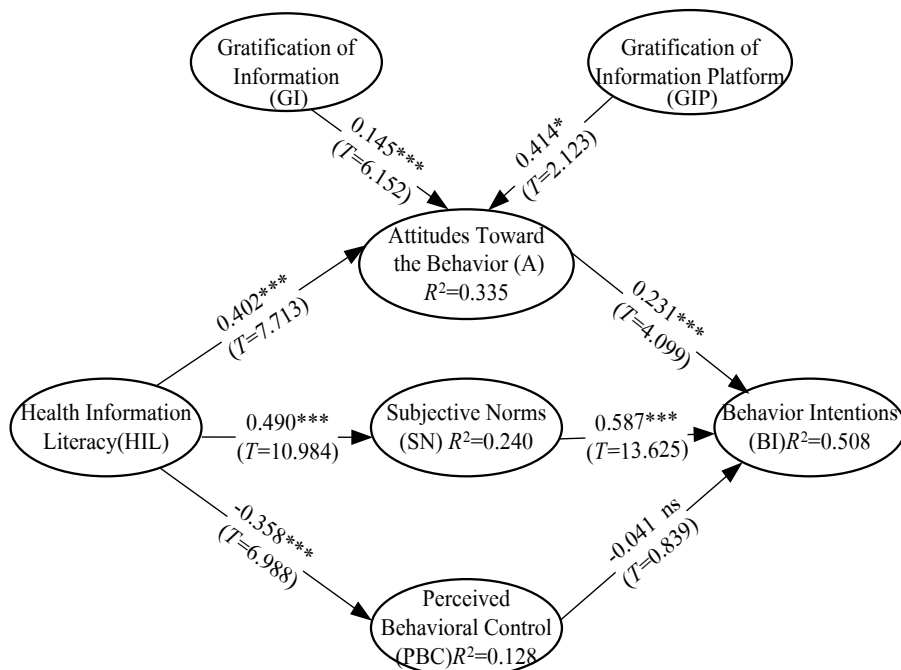 Gratification of
Information
(GI)
Gratification of
Information Platform
(GIP)
0.145***
(T=6.152)
0.414*
(T=2.123)
Attitudes Toward
the Behavior (A)
R²=0.335
0.402***
(T=7.713)
0.231***
(T=4.099)
Health Information
Literacy(HIL)
0.490***
(T=10.984)
Subjective Norms
(SN) R²=0.240
0.587***
(T=13.625)
Behavior Intentions
(BI)R²=0.508
-0.358***
(T=6.988)
-0.041 ns
(T=0.839)
Perceived
Behavioral Control
(PBC)R²=0.128